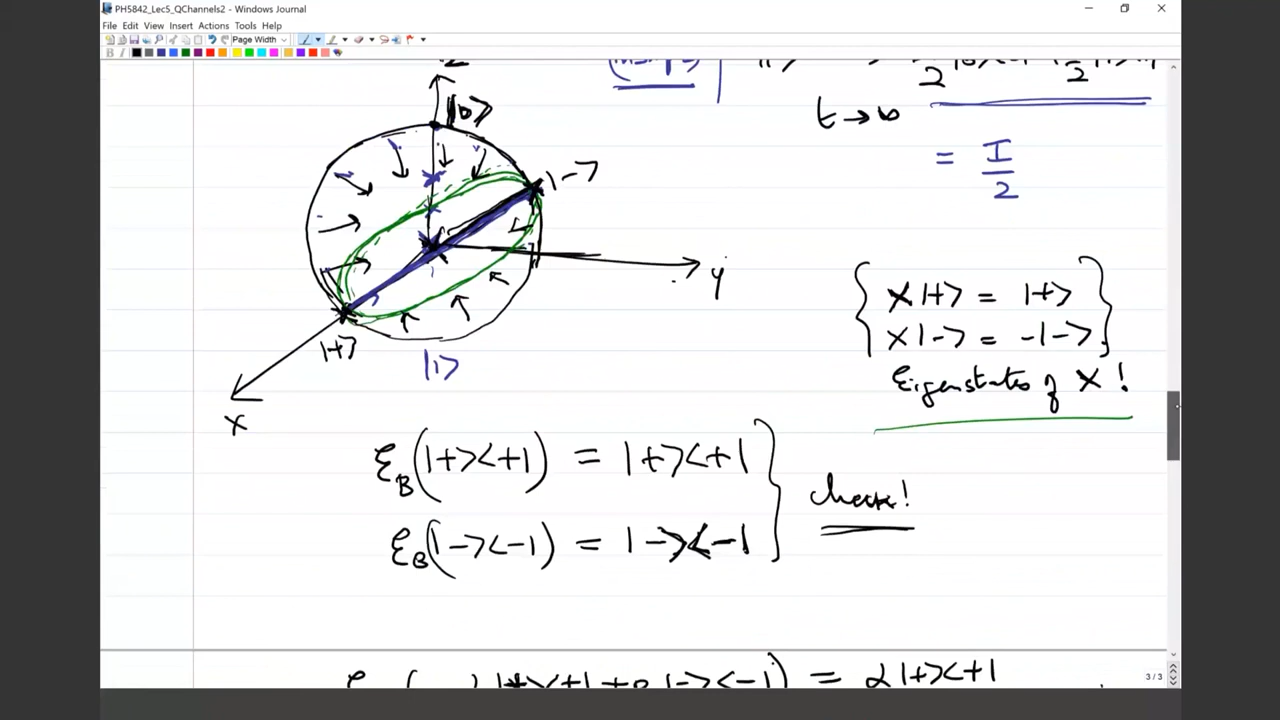 PH5842_Lec5_QChannels2 - Windows Journal
File Edit View Insert Actions Tools Help
Page Width
Z
|0>
t→∞
|->
= I/2
y
X|+> = |+>
X|-> = -|->
|+>
|1>
Eigenstates of X!
X
ℰ_B(|+><+|) = |+><+|
check!
ℰ_B(|-><-|) = |-><-|
= α|+><+|
3 / 3